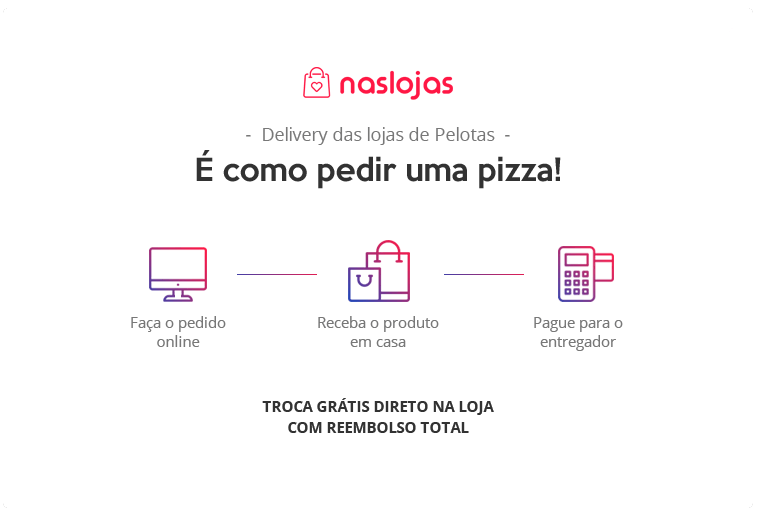 naslojas
- Delivery das lojas de Pelotas -
É como pedir uma pizza!
Faça o pedido
online
Receba o produto
em casa
Pague para o
entregador
TROCA GRÁTIS DIRETO NA LOJA
COM REEMBOLSO TOTAL